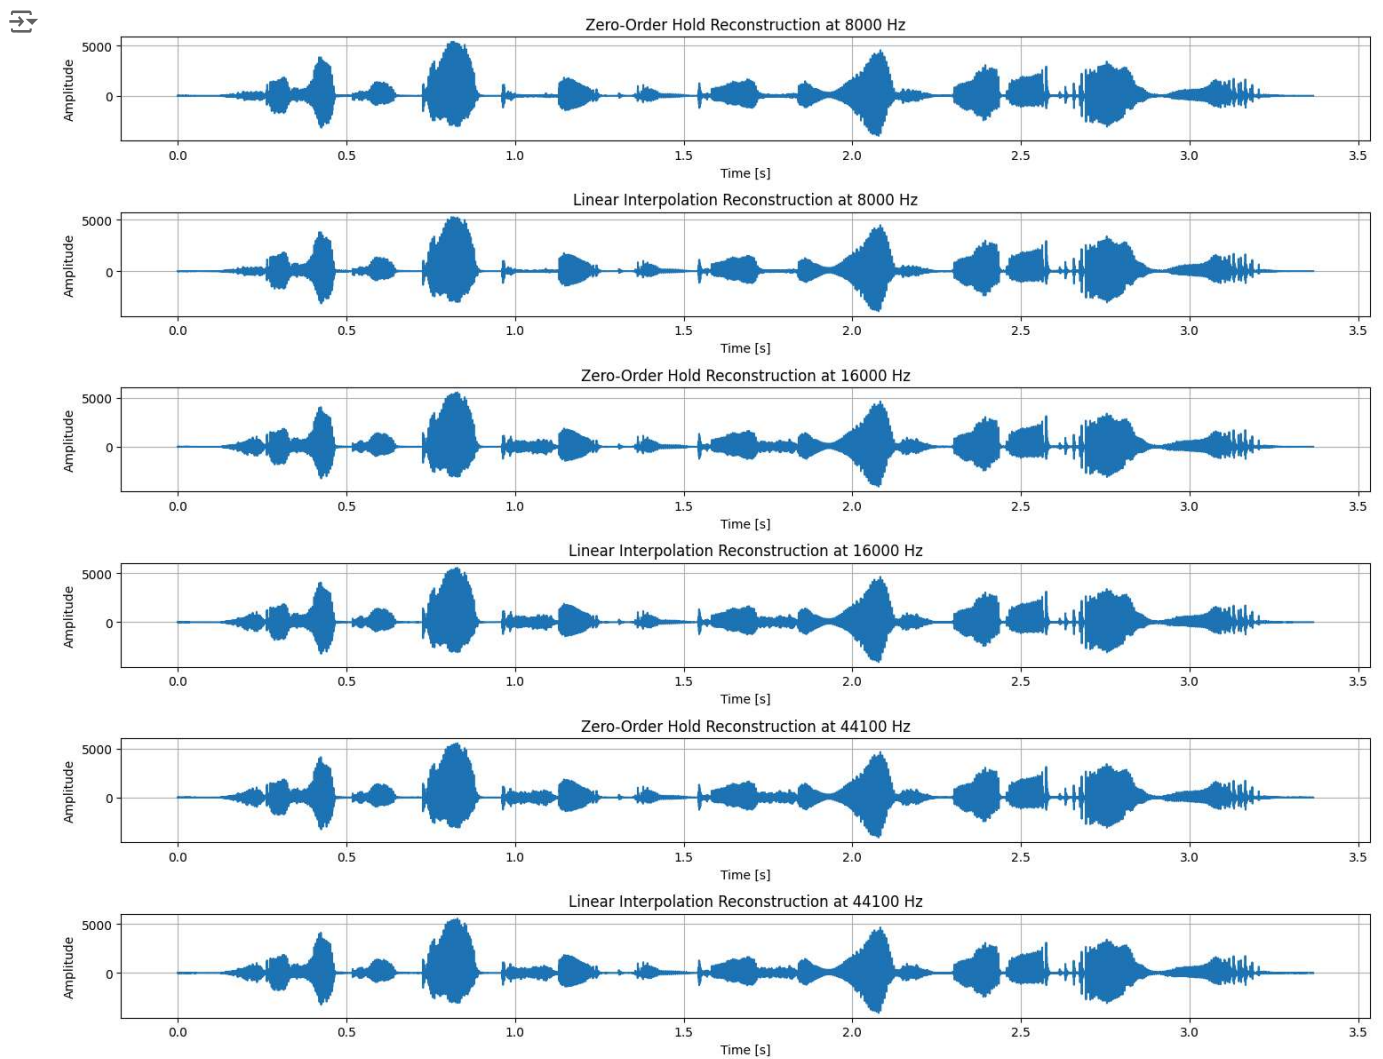 Zero-Order Hold Reconstruction at 8000 Hz
5000
0
Amplitude
0.0 0.5 1.0 1.5 2.0 2.5 3.0 3.5
Time [s]
Linear Interpolation Reconstruction at 8000 Hz
5000
0
Amplitude
0.0 0.5 1.0 1.5 2.0 2.5 3.0 3.5
Time [s]
Zero-Order Hold Reconstruction at 16000 Hz
5000
0
Amplitude
0.0 0.5 1.0 1.5 2.0 2.5 3.0 3.5
Time [s]
Linear Interpolation Reconstruction at 16000 Hz
5000
0
Amplitude
0.0 0.5 1.0 1.5 2.0 2.5 3.0 3.5
Time [s]
Zero-Order Hold Reconstruction at 44100 Hz
5000
0
Amplitude
0.0 0.5 1.0 1.5 2.0 2.5 3.0 3.5
Time [s]
Linear Interpolation Reconstruction at 44100 Hz
5000
0
Amplitude
0.0 0.5 1.0 1.5 2.0 2.5 3.0 3.5
Time [s]